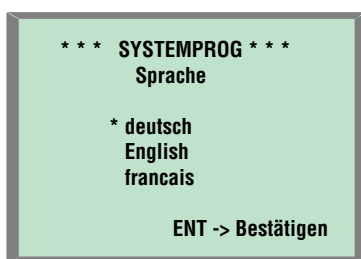 * * * SYSTEMPROG * * *
Sprache
* deutsch
English
francais
ENT -> Bestätigen